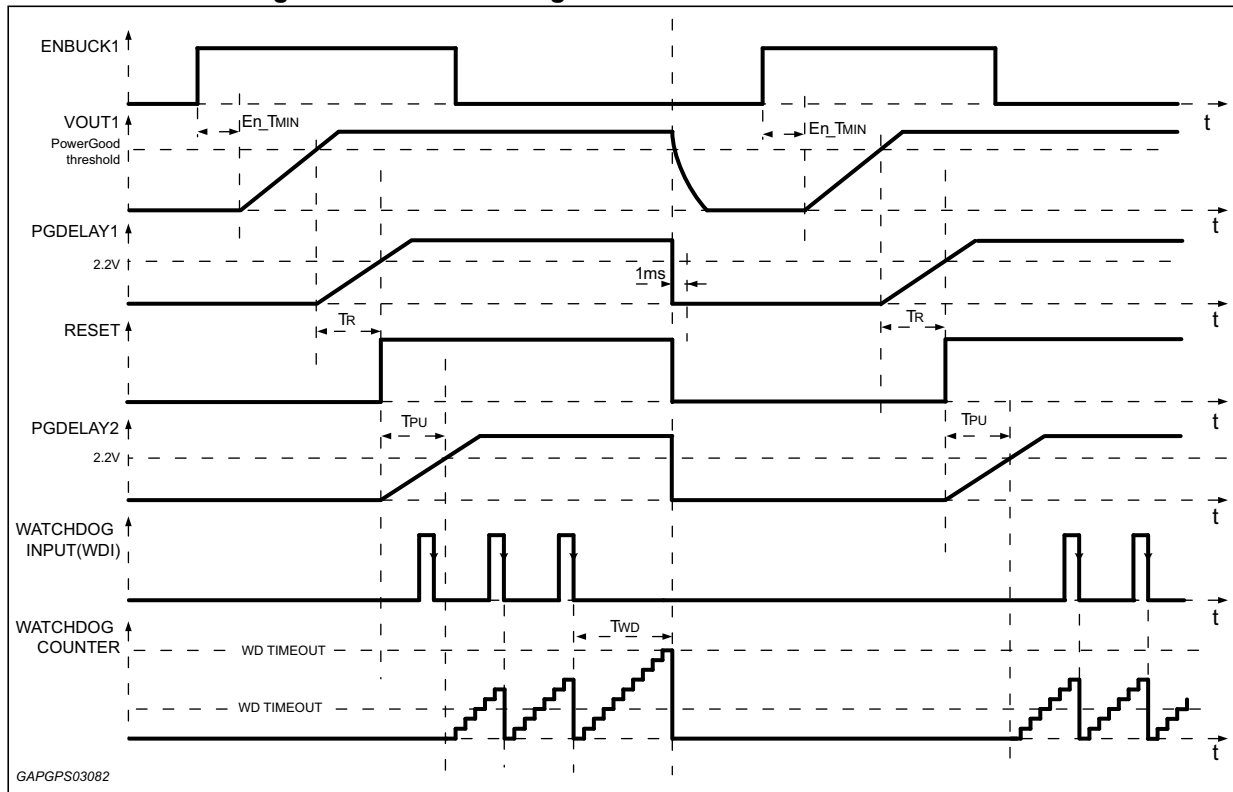 ENBUCK1
t
En_TMIN
En_TMIN
VOUT1
PowerGood
threshold
t
PGDELAY1
2.2V
1ms
t
TR
TR
RESET
t
TPU
TPU
PGDELAY2
2.2V
t
WATCHDOG
INPUT(WDI)
t
WATCHDOG
COUNTER
TWD
WD TIMEOUT
WD TIMEOUT
t
GAPGPS03082